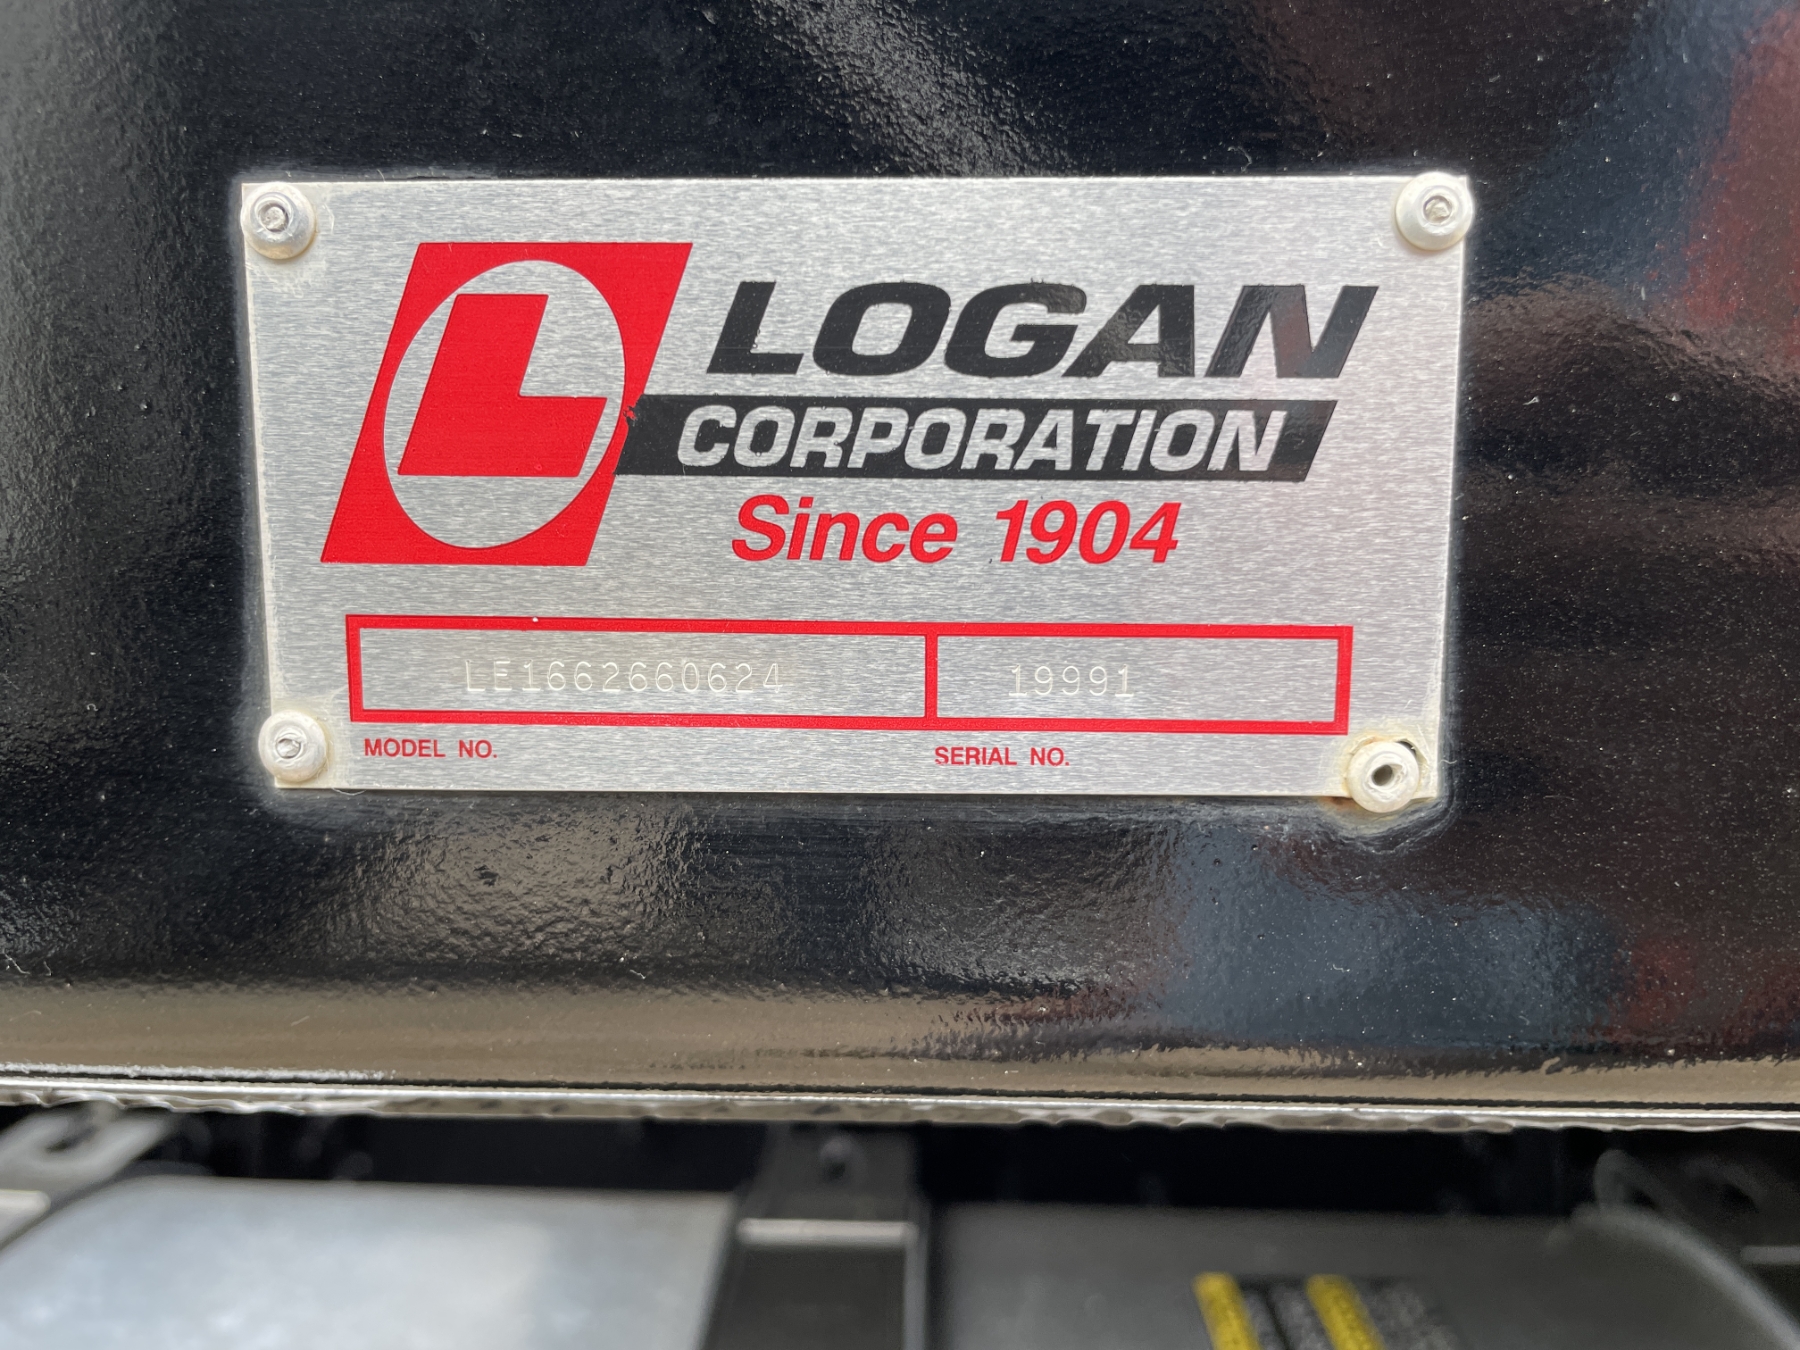 L
LOGAN
CORPORATION
Since 1904
LE1662660624 19991
MODEL NO. SERIAL NO.